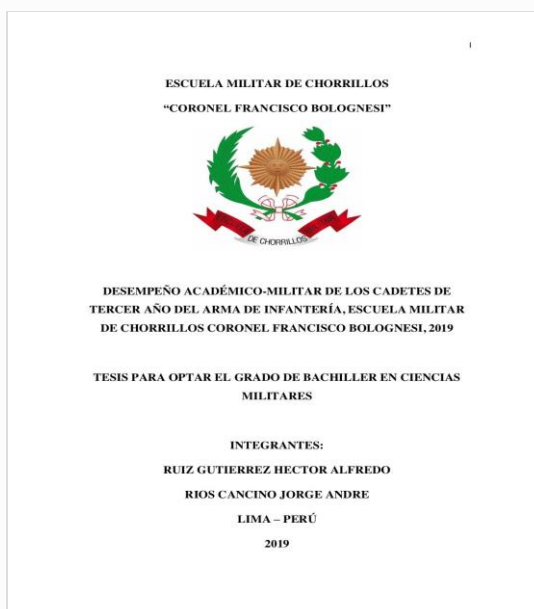 I
ESCUELA MILITAR DE CHORRILLOS
“CORONEL FRANCISCO BOLOGNESI”
DE CHORRILLOS
DESEMPEÑO ACADÉMICO-MILITAR DE LOS CADETES DE
TERCER AÑO DEL ARMA DE INFANTERÍA, ESCUELA MILITAR
DE CHORRILLOS CORONEL FRANCISCO BOLOGNESI, 2019
TESIS PARA OPTAR EL GRADO DE BACHILLER EN CIENCIAS
MILITARES
INTEGRANTES:
RUIZ GUTIERREZ HECTOR ALFREDO
RIOS CANCINO JORGE ANDRE
LIMA – PERÚ
2019